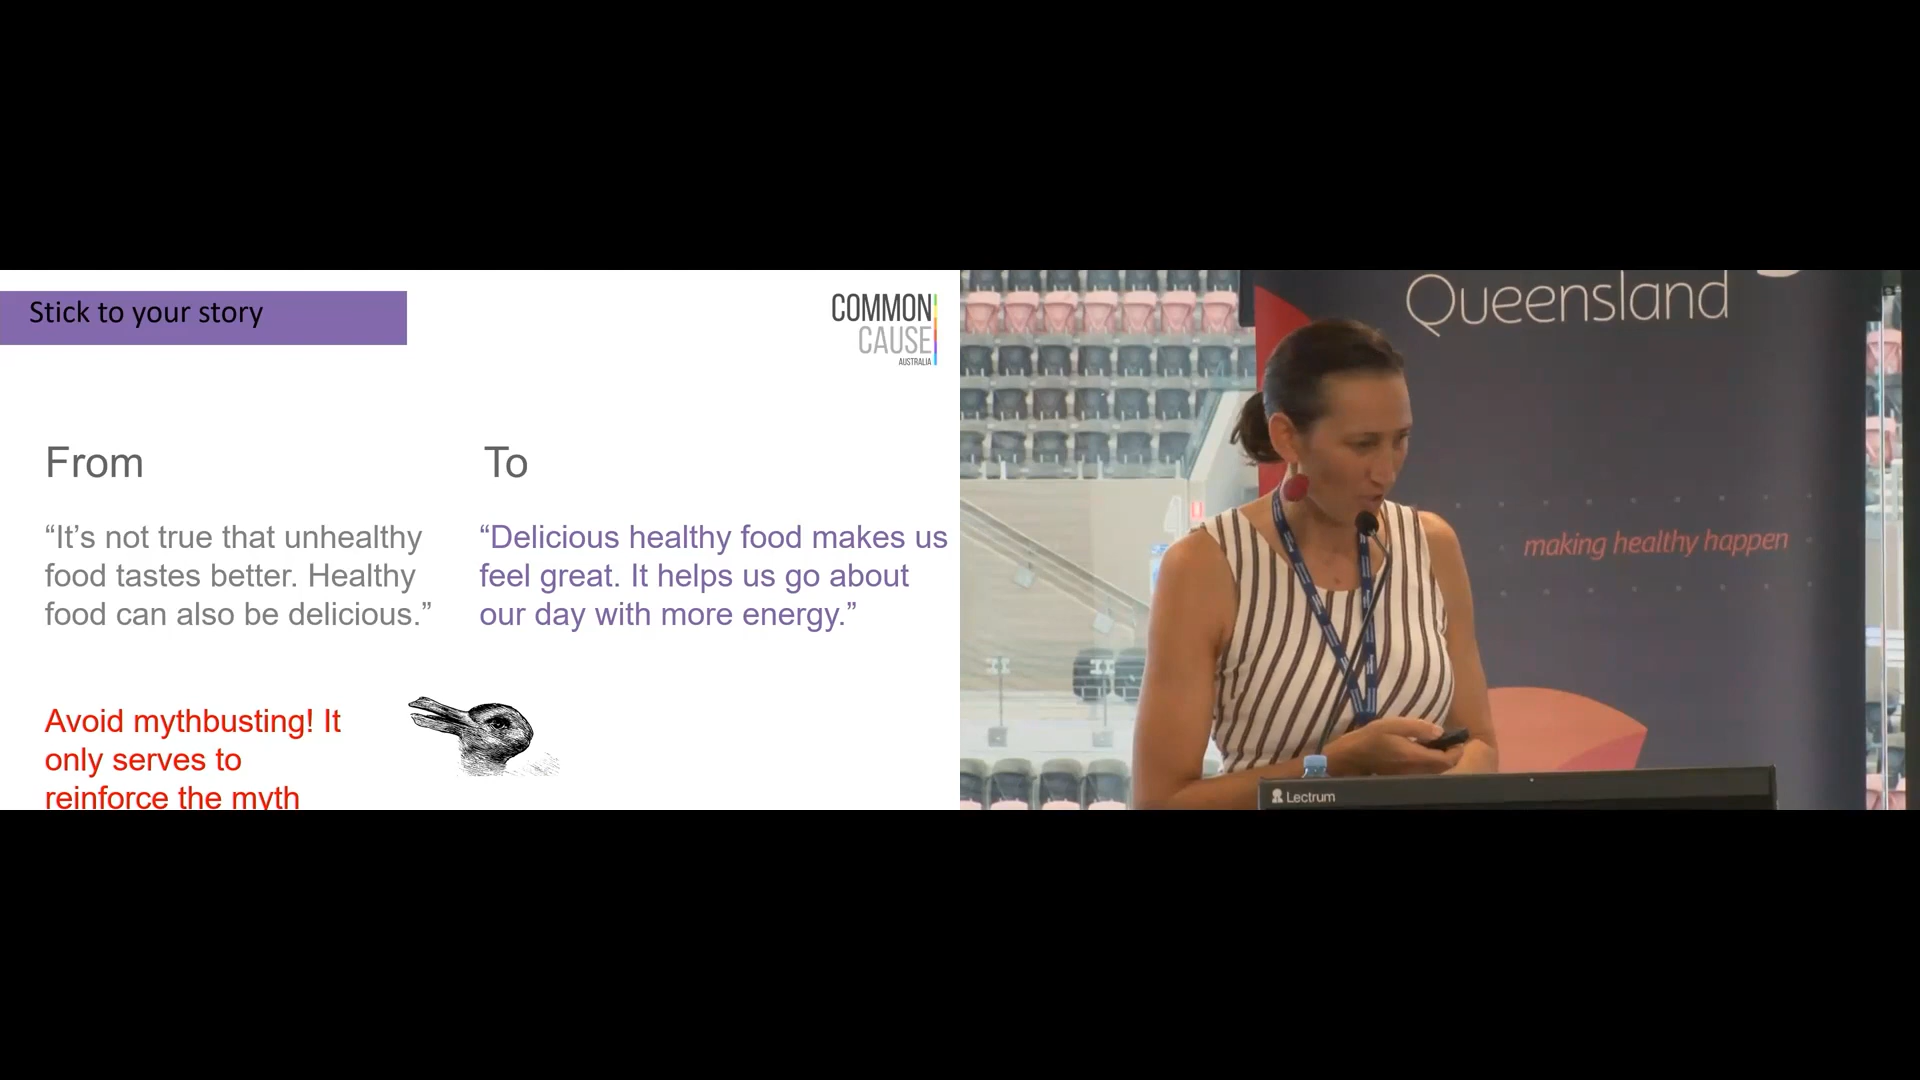 Stick to your story
COMMON
CAUSE
AUSTRALIA
From
To
“It’s not true that unhealthy
food tastes better. Healthy
food can also be delicious.”
“Delicious healthy food makes us
feel great. It helps us go about
our day with more energy.”
Avoid mythbusting! It
only serves to
reinforce the myth
Queensland
making healthy happen
Lectrum